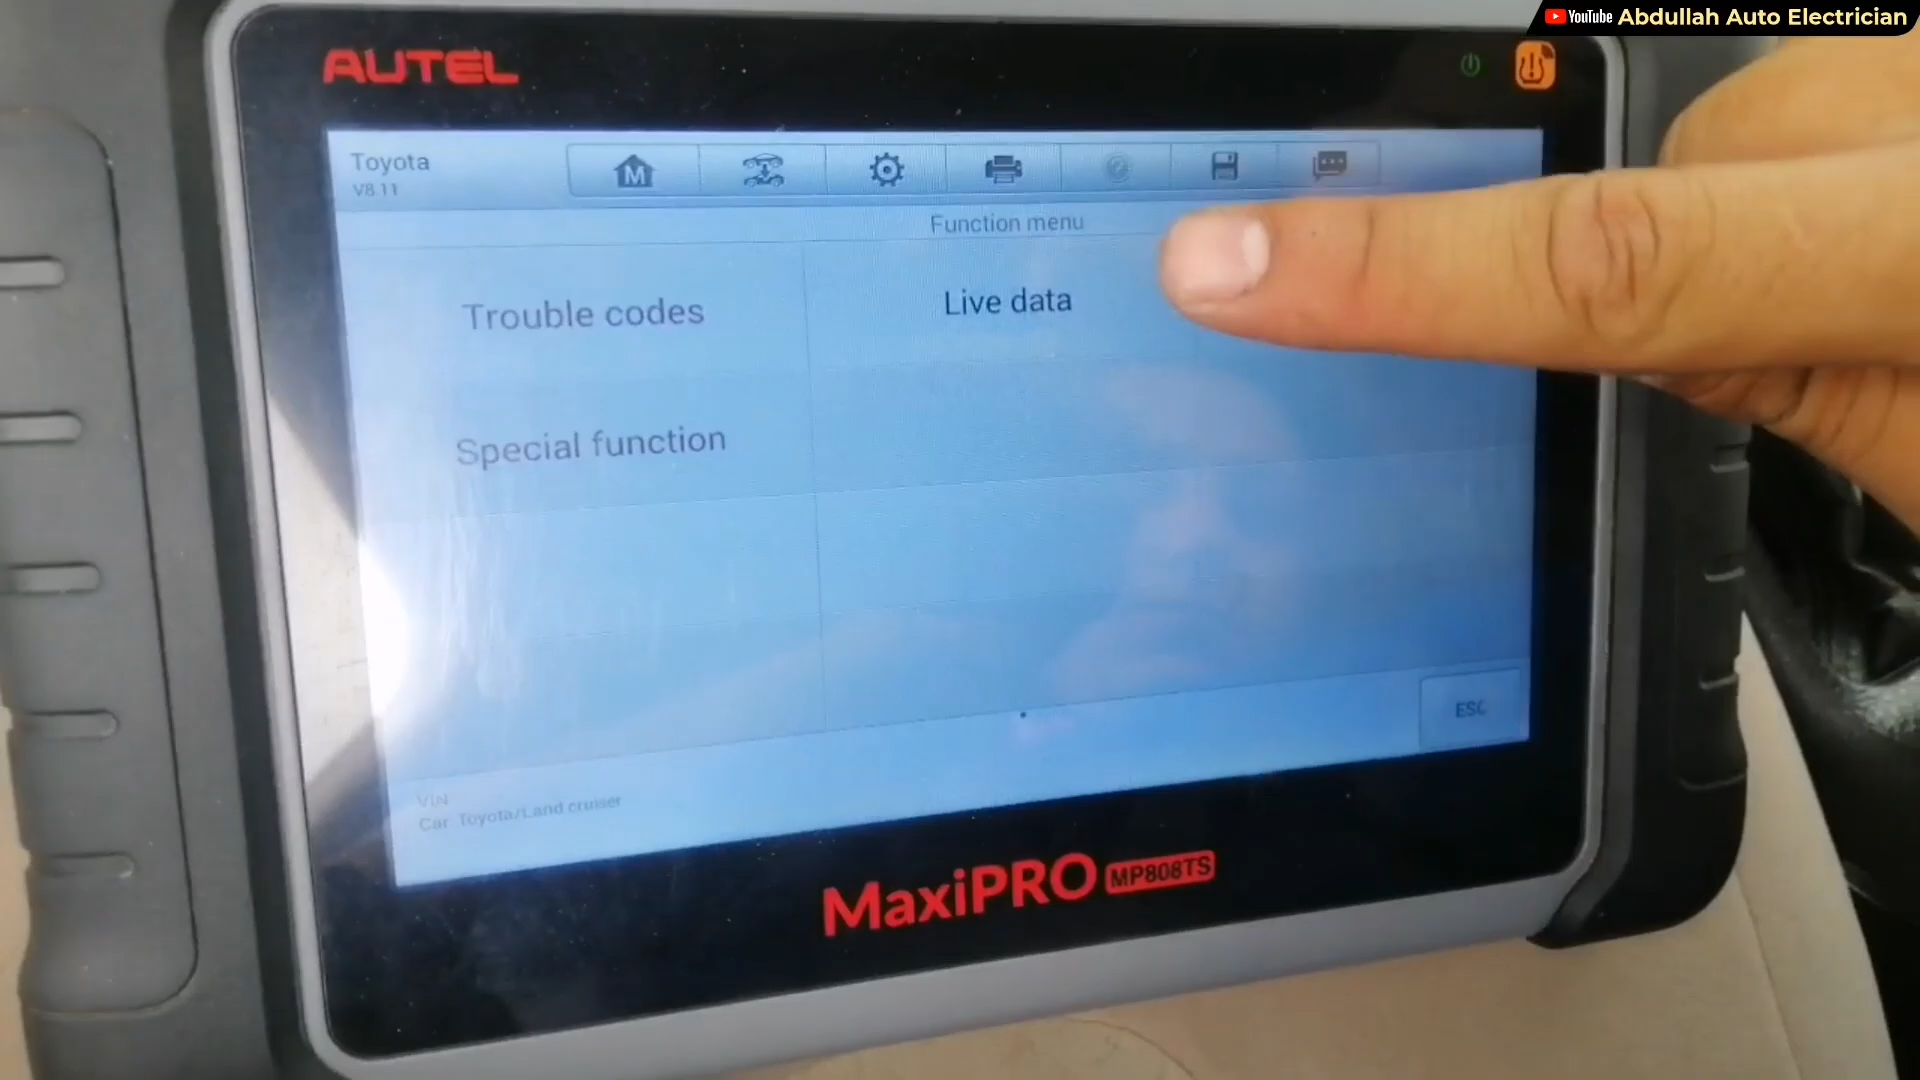 YouTube Abdullah Auto Electrician
AUTEL
Toyota
V8.11
M
Function menu
Trouble codes
Live data
Special function
ESC
VIN
Car: Toyota/Land cruiser
MaxiPRO MP808TS